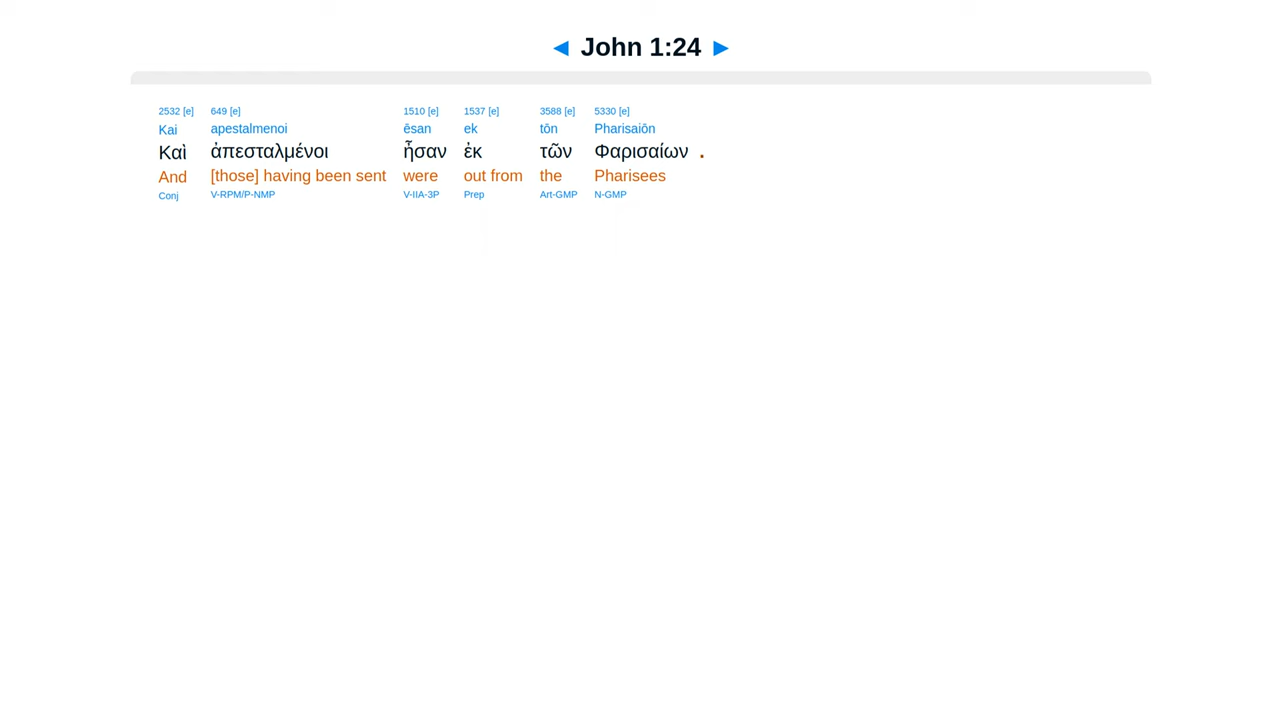 ◄ John 1:24 ►
2532 [e] 649 [e] 1510 [e] 1537 [e] 3588 [e] 5330 [e]
Kai apestalmenoi ēsan ek tōn Pharisaiōn
Καὶ ἀπεσταλμένοι ἦσαν ἐκ τῶν Φαρισαίων .
And [those] having been sent were out from the Pharisees
Conj V-RPM/P-NMP V-IIA-3P Prep Art-GMP N-GMP